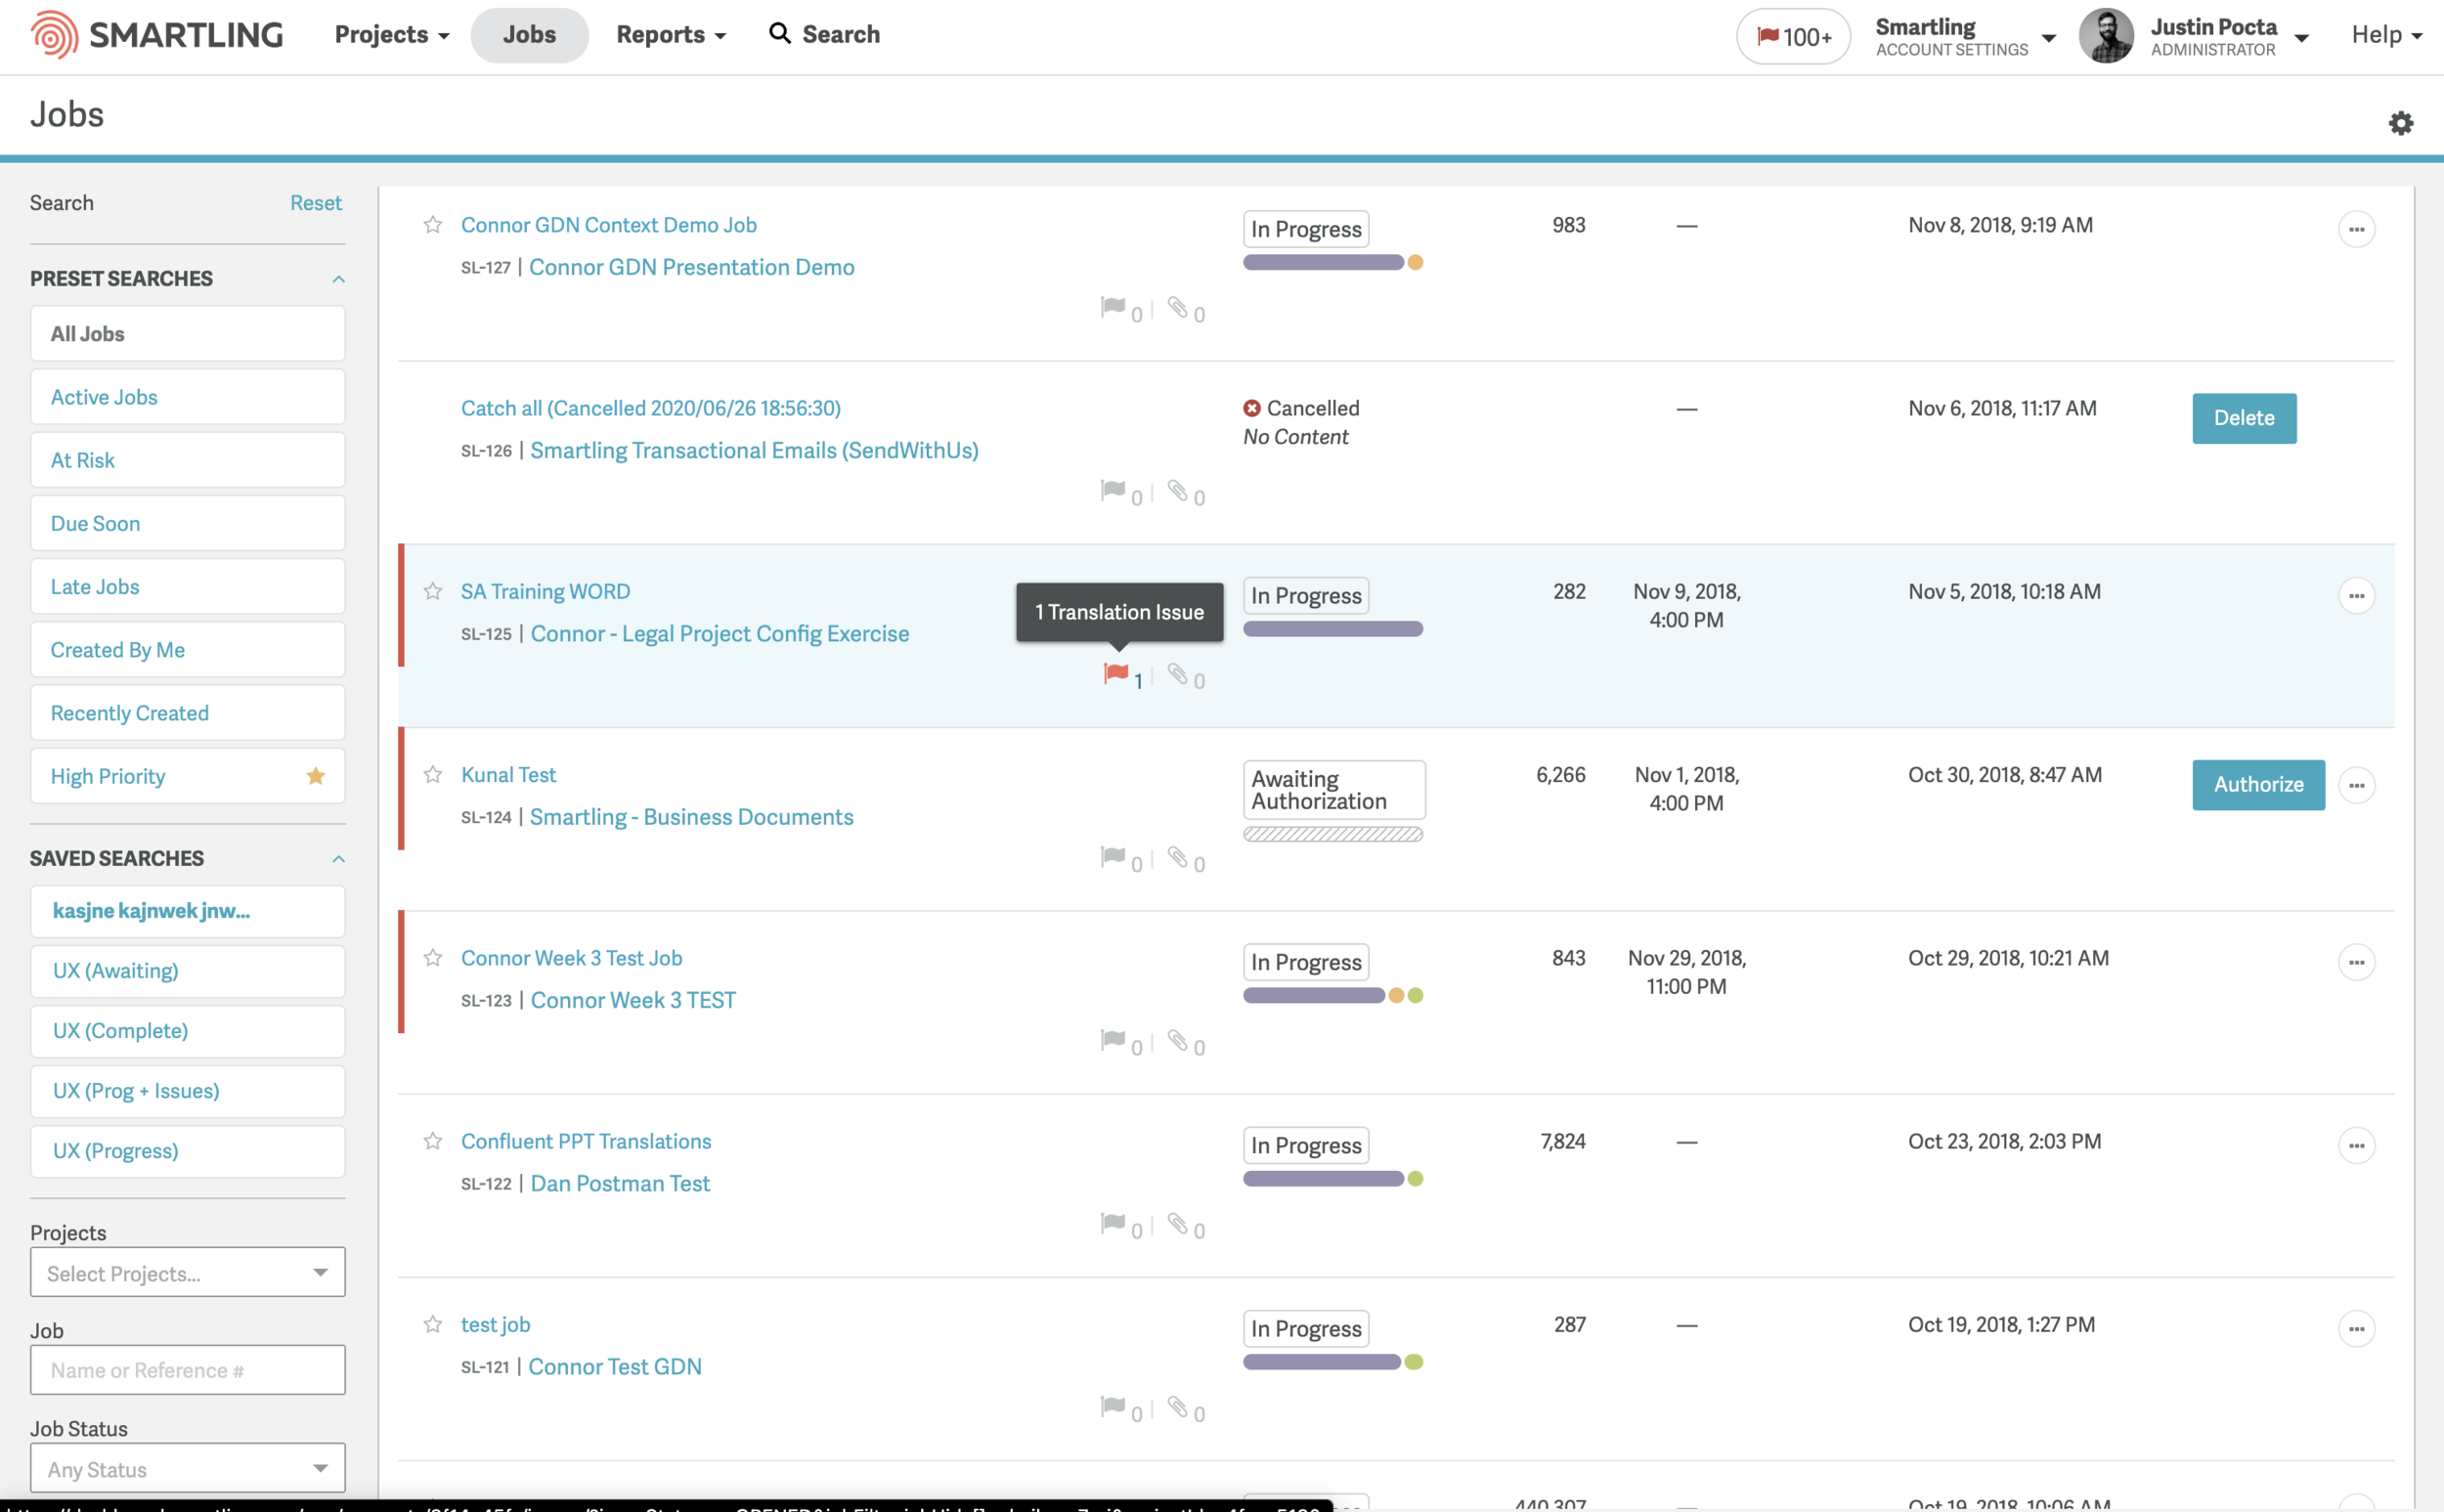 SMARTLING
Projects
Jobs
Reports
Search
100+
Smartling
ACCOUNT SETTINGS
Justin Pocta
ADMINISTRATOR
Help
Jobs
Search
Reset
PRESET SEARCHES
All Jobs
Active Jobs
At Risk
Due Soon
Late Jobs
Created By Me
Recently Created
High Priority
SAVED SEARCHES
kasjne kajnwek jnw...
UX (Awaiting)
UX (Complete)
UX (Prog + Issues)
UX (Progress)
Projects
Select Projects...
Job
Name or Reference #
Job Status
Any Status
Connor GDN Context Demo Job
SL-127 | Connor GDN Presentation Demo
0 | 0
In Progress
983
—
Nov 8, 2018, 9:19 AM
Catch all (Cancelled 2020/06/26 18:56:30)
SL-126 | Smartling Transactional Emails (SendWithUs)
0 | 0
Cancelled
No Content
—
Nov 6, 2018, 11:17 AM
Delete
SA Training WORD
SL-125 | Connor - Legal Project Config Exercise
1 Translation Issue
1 | 0
In Progress
282
Nov 9, 2018,
4:00 PM
Nov 5, 2018, 10:18 AM
Kunal Test
SL-124 | Smartling - Business Documents
0 | 0
Awaiting
Authorization
6,266
Nov 1, 2018,
4:00 PM
Oct 30, 2018, 8:47 AM
Authorize
Connor Week 3 Test Job
SL-123 | Connor Week 3 TEST
0 | 0
In Progress
843
Nov 29, 2018,
11:00 PM
Oct 29, 2018, 10:21 AM
Confluent PPT Translations
SL-122 | Dan Postman Test
0 | 0
In Progress
7,824
—
Oct 23, 2018, 2:03 PM
test job
SL-121 | Connor Test GDN
0 | 0
In Progress
287
—
Oct 19, 2018, 1:27 PM
440,307
—
Oct 19, 2018, 10:06 AM